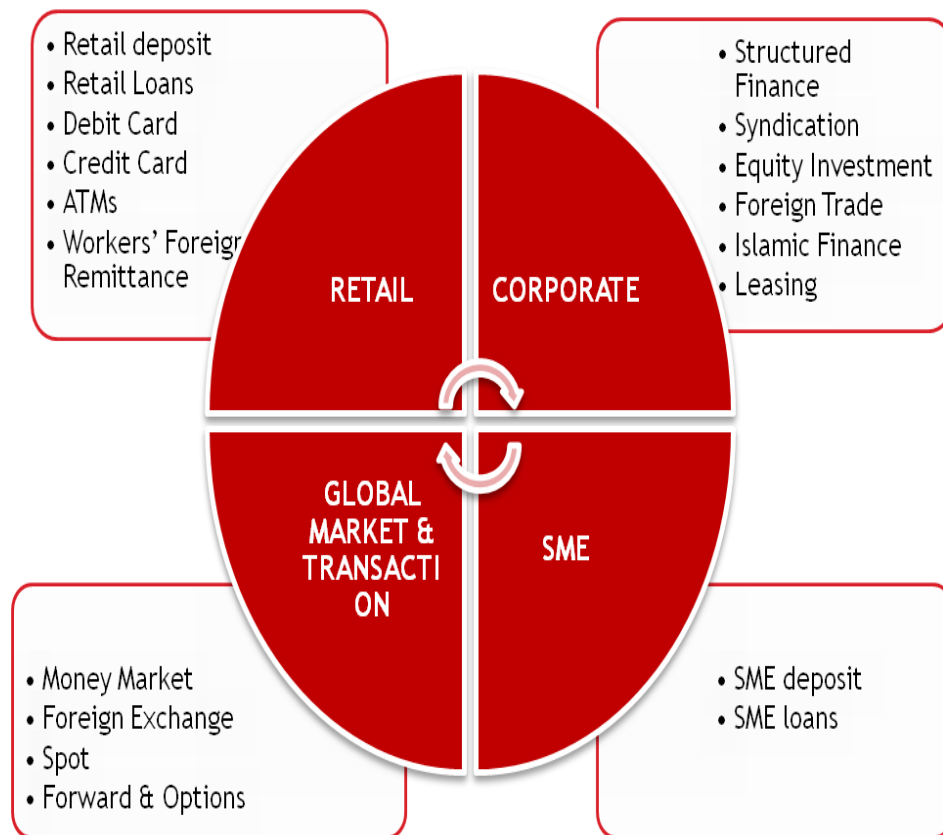 • Retail deposit
• Retail Loans
• Debit Card
• Credit Card
• ATMs
• Workers' Foreign
Remittance
• Structured
Finance
• Syndication
• Equity Investment
• Foreign Trade
• Islamic Finance
• Leasing
RETAIL
CORPORATE
GLOBAL
MARKET &
TRANSACTI
ON
SME
• Money Market
• Foreign Exchange
• Spot
• Forward & Options
• SME deposit
• SME loans